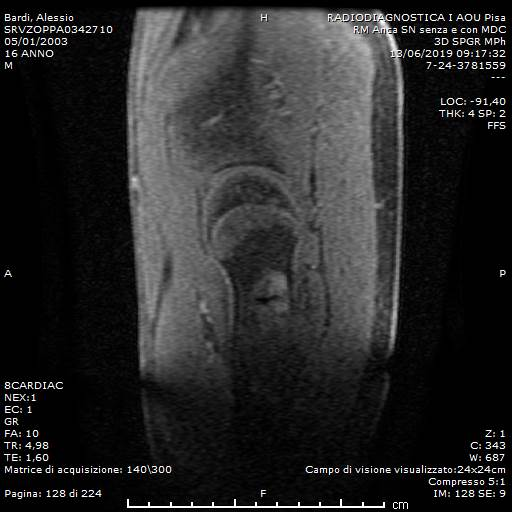 Bardi, Alessio
SRVZOPPA0342710
05/01/2003
16 ANNO
M
H
RADIODIAGNOSTICA I AOU Pisa
RM Anca SN senza e con MDC
3D SPGR MPh
13/06/2019 09:17:32
7-24-3781559
---
LOC: -91,40
THK: 4 SP: 2
FFS
A
P
8CARDIAC
NEX:1
EC: 1
GR
FA: 10
TR: 4,98
TE: 1,60
Matrice di acquisizione: 140\300
Pagina: 128 di 224
F
Z: 1
C: 343
W: 687
Campo di visione visualizzato:24x24cm
Compresso 5:1
IM: 128 SE: 9
cm